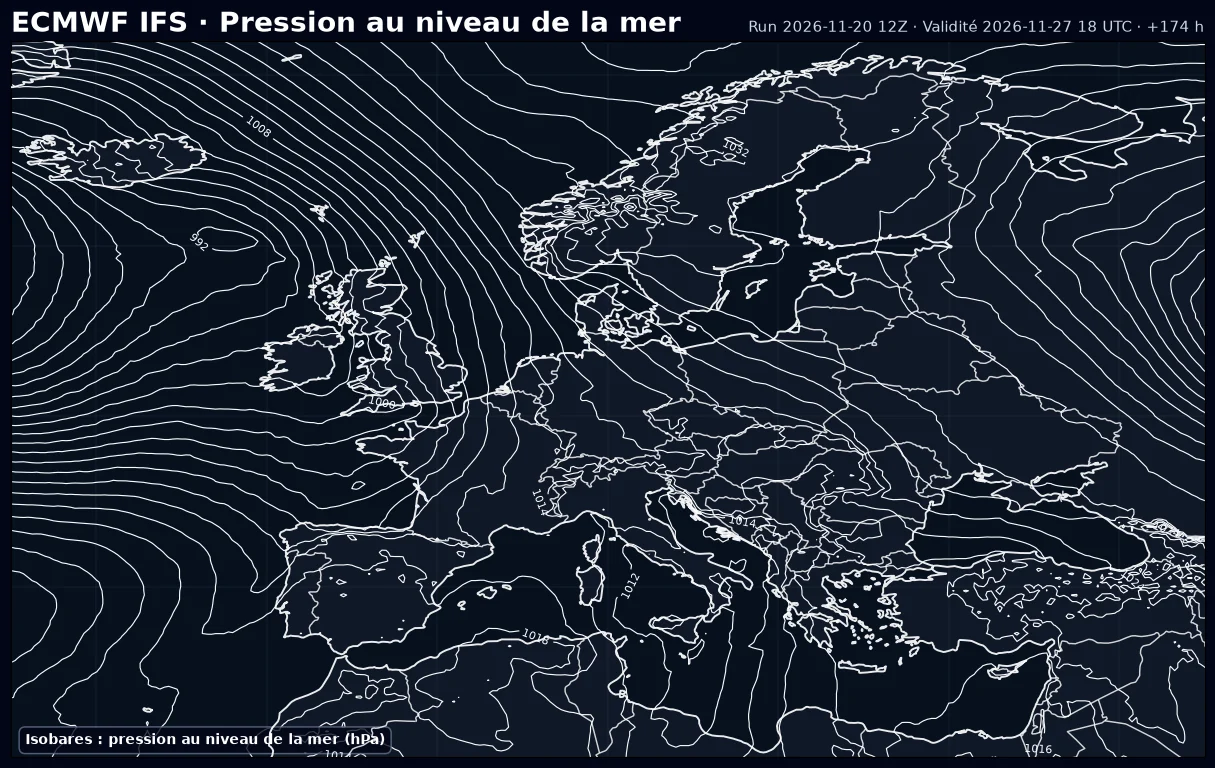 ECMWF IFS · Pression au niveau de la mer
Run 2026-11-20 12Z · Validité 2026-11-27 18 UTC · +174 h
1008
1032
992
1000
1014
1012
1016
Isobares : pression au niveau de la mer (hPa)
1016